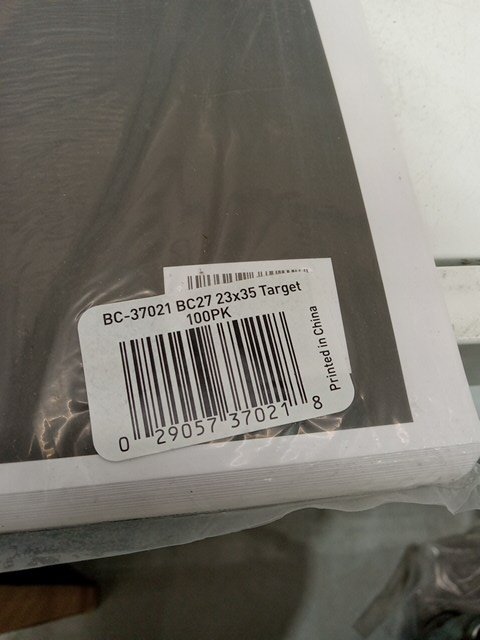 BC-37021 BC27 23x35 Target
100PK
0 29057 37021 8
Printed in China